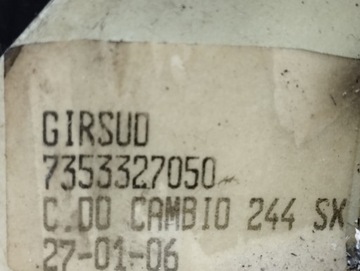 GIRSUD
7353327050
C.DO CAMBIO 244 SX
27-01-06